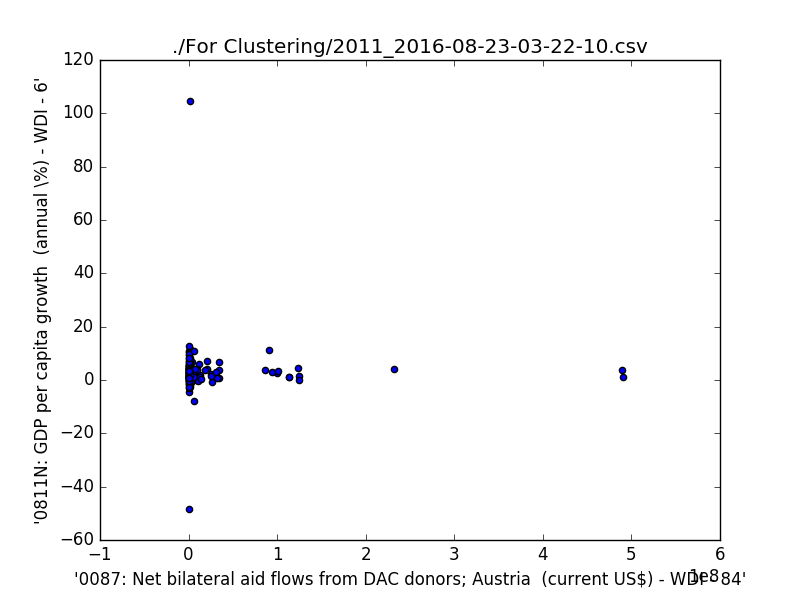 ./For Clustering/2011_2016-08-23-03-22-10.csv
120
100
80
60
40
20
0
−20
−40
−60
'0811N: GDP per capita growth  (annual \%) - WDI - 6'
−1 0 1 2 3 4 5 6
1e8
'0087: Net bilateral aid flows from DAC donors; Austria  (current US$) - WDI - 84'